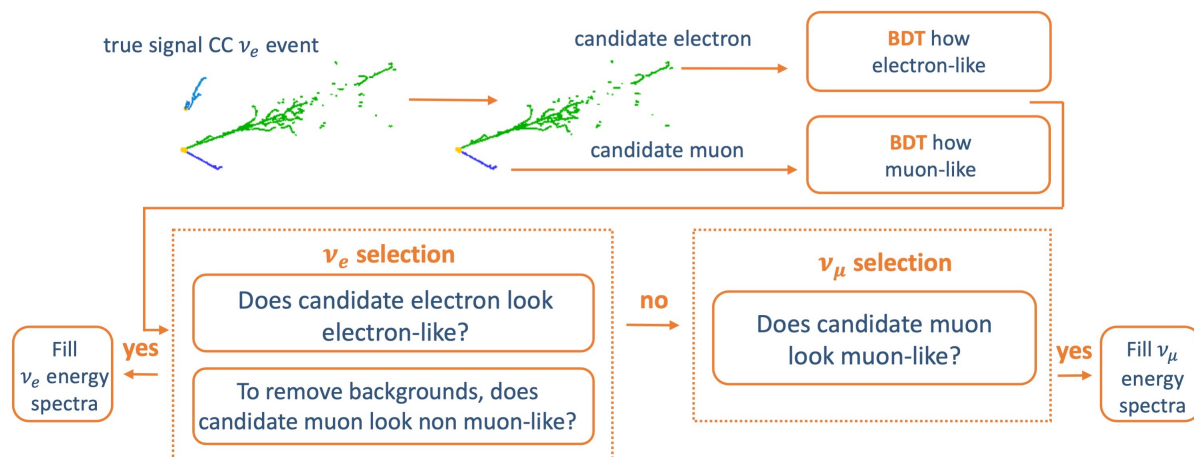 true signal CC νₑ event
candidate electron
BDT how
electron-like
candidate muon
BDT how
muon-like
νₑ selection
Does candidate electron look
electron-like?
To remove backgrounds, does
candidate muon look non muon-like?
yes
Fill
νₑ energy
spectra
no
ν_μ selection
Does candidate muon
look muon-like?
yes
Fill ν_μ
energy
spectra